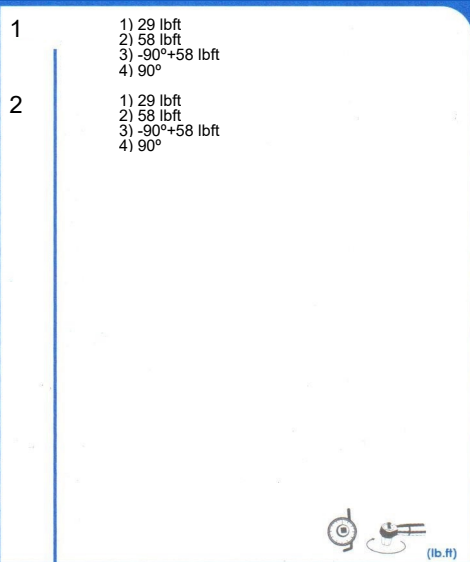 1
1) 29 lbft
2) 58 lbft
3) -90º+58 lbft
4) 90º
2
1) 29 lbft
2) 58 lbft
3) -90º+58 lbft
4) 90º
(lb.ft)